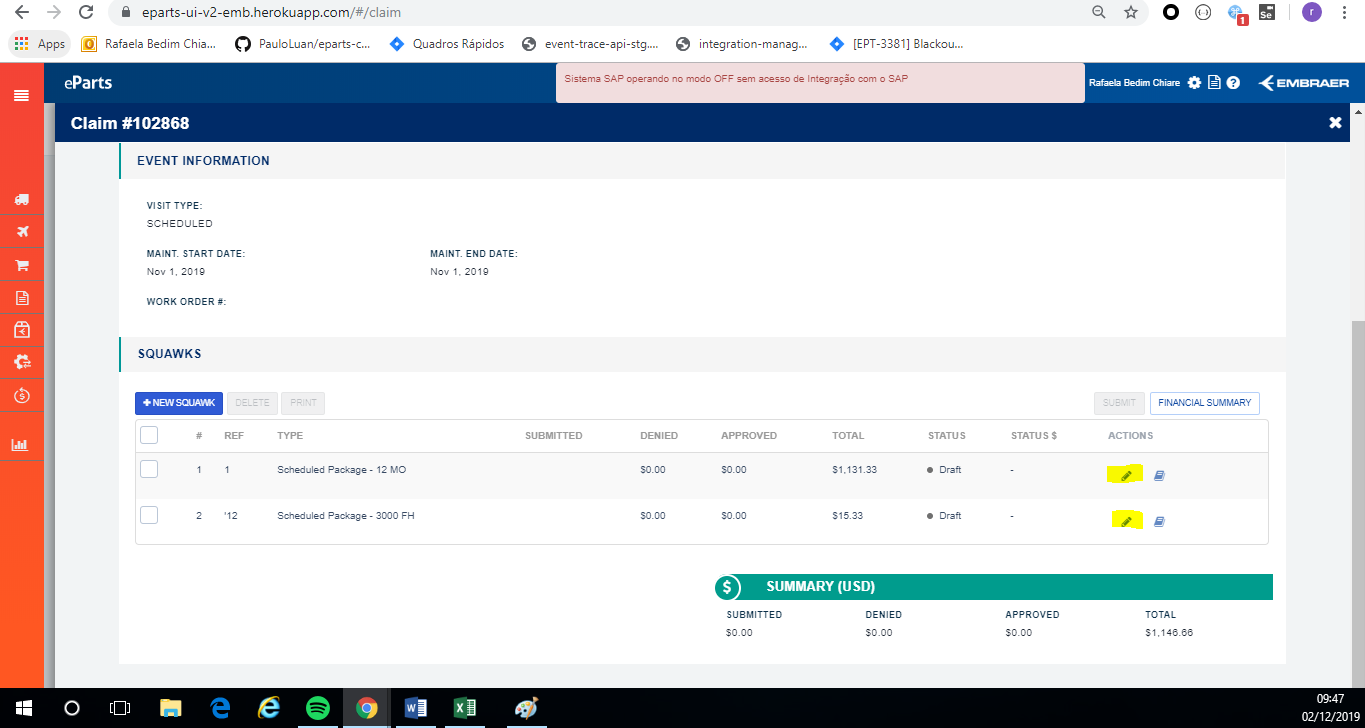 eparts-ui-v2-emb.herokuapp.com/#/claim
1
Se
r
Apps
Rafaela Bedim Chia...
PauloLuan/eparts-c...
Quadros Rápidos
event-trace-api-stg....
integration-manag...
[EPT-3381] Blackou...
eParts
Sistema SAP operando no modo OFF sem acesso de Integração com o SAP
Rafaela Bedim Chiare
EMBRAER
Claim #102868
EVENT INFORMATION
VISIT TYPE:
SCHEDULED
MAINT. START DATE: MAINT. END DATE:
Nov 1, 2019 Nov 1, 2019
WORK ORDER #:
SQUAWKS
+ NEW SQUAWK DELETE PRINT SUBMIT FINANCIAL SUMMARY
# REF TYPE SUBMITTED DENIED APPROVED TOTAL STATUS STATUS $ ACTIONS
1 1 Scheduled Package - 12 MO $0.00 $0.00 $1,131.33 Draft -
2 '12 Scheduled Package - 3000 FH $0.00 $0.00 $15.33 Draft -
$ SUMMARY (USD)
SUBMITTED DENIED APPROVED TOTAL
$0.00 $0.00 $0.00 $1,146.66
09:47
02/12/2019